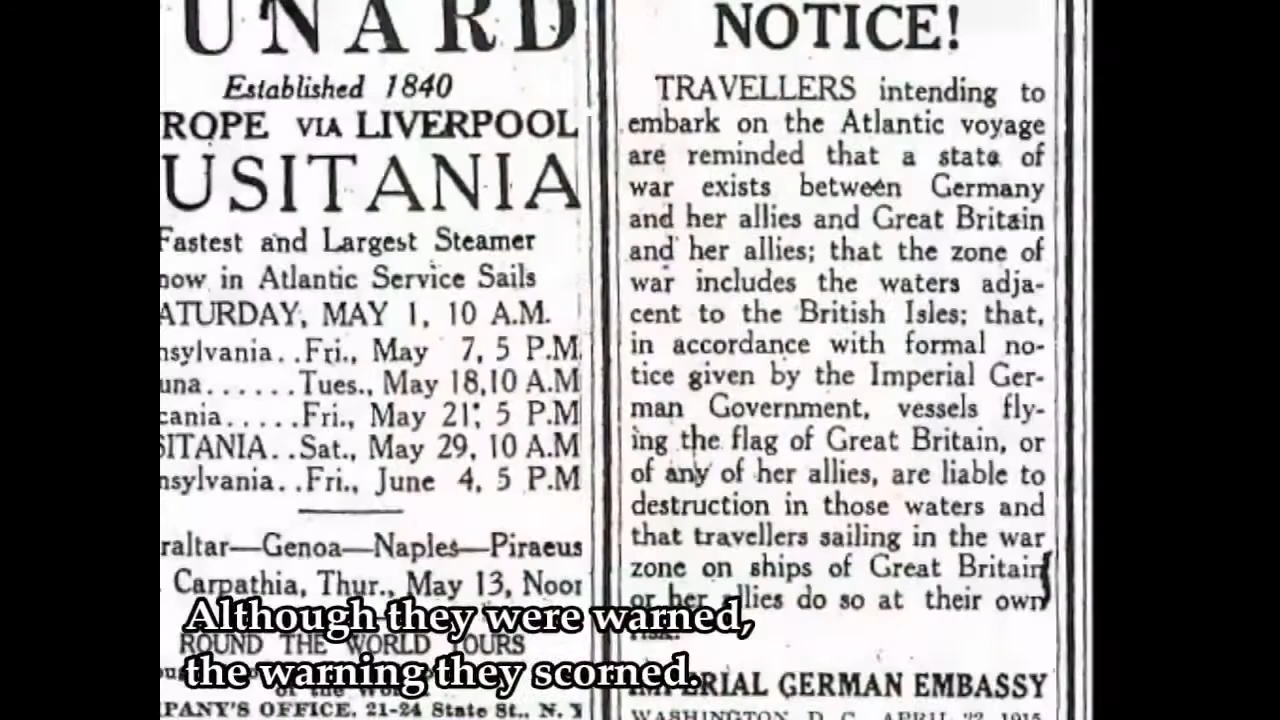 UNARD
Established 1840
ROPE VIA LIVERPOOL
USITANIA
Fastest and Largest Steamer
now in Atlantic Service Sails
ATURDAY, MAY 1, 10 A.M.
nsylvania..Fri., May 7, 5 P.M.
una......Tues., May 18, 10 A.M
cania.....Fri., May 21, 5 P.M
SITANIA..Sat., May 29, 10 A.M
nsylvania..Fri., June 4, 5 P.M
raltar—Genoa—Naples—Piraeus
Carpathia, Thur., May 13, Noon
ROUND THE WORLD TOURS
PANY'S OFFICE, 21-24 State St., N. Y
NOTICE!
TRAVELLERS intending to
embark on the Atlantic voyage
are reminded that a state of
war exists between Germany
and her allies and Great Britain
and her allies; that the zone of
war includes the waters adja-
cent to the British Isles; that,
in accordance with formal no-
tice given by the Imperial Ger-
man Government, vessels fly-
ing the flag of Great Britain, or
of any of her allies, are liable to
destruction in those waters and
that travellers sailing in the war
zone on ships of Great Britain
or her allies do so at their own
risk.
IMPERIAL GERMAN EMBASSY
WASHINGTON, D. C., APRIL 22, 1915
Although they were warned,
the warning they scorned.